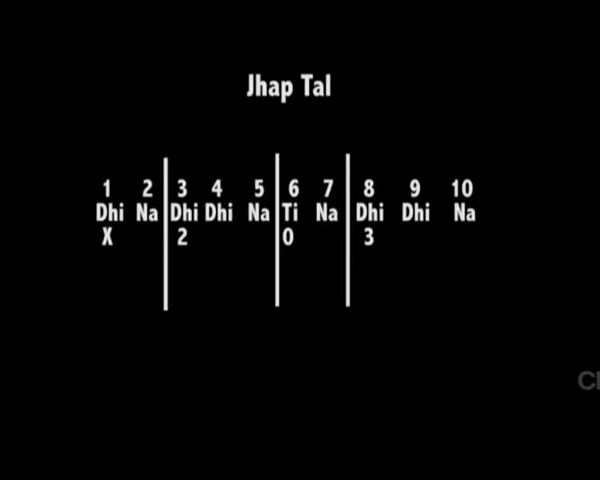 Jhap Tal
1 2 3 4 5 6 7 8 9 10
Dhi Na Dhi Dhi Na Ti Na Dhi Dhi Na
X 2 0 3